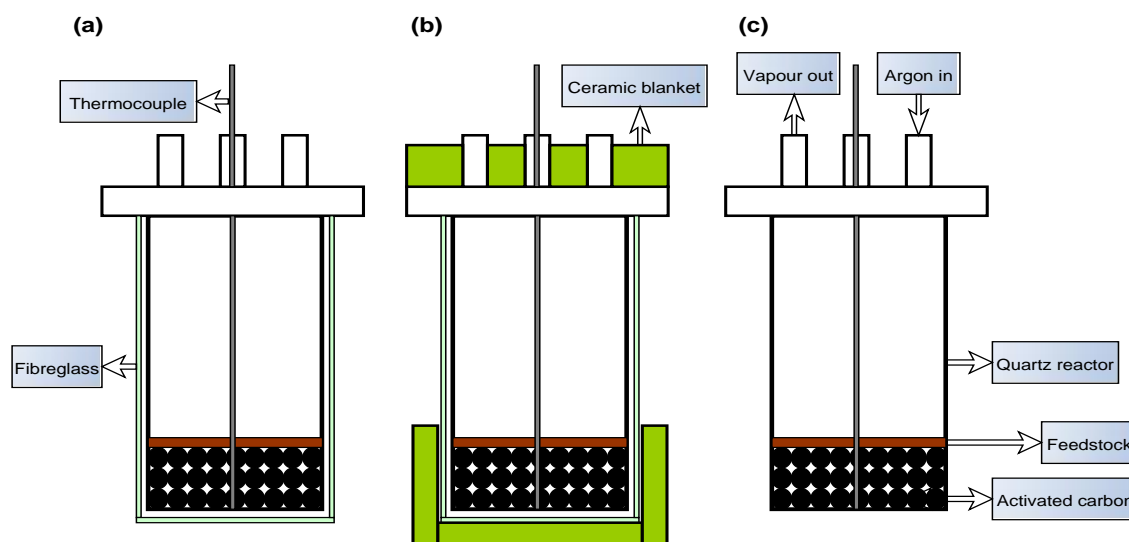 (a)
(b)
(c)
Thermocouple
Ceramic blanket
Vapour out
Argon in
Fibreglass
Quartz reactor
Feedstock
Activated carbon